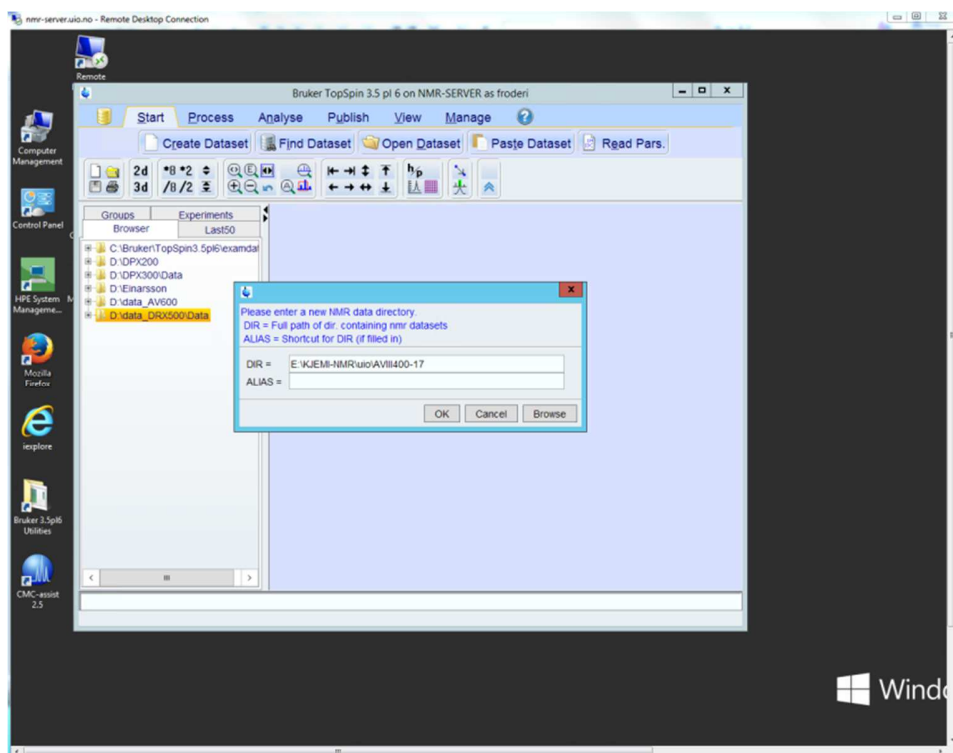 nmr-server.uio.no - Remote Desktop Connection
Remote
Computer
Management
Control Panel
HPE System
Manageme...
Mozilla
Firefox
iexplore
Bruker 3.5pl6
Utilities
CMC-assist
2.5
Bruker TopSpin 3.5 pl 6 on NMR-SERVER as froderi
Start Process Analyse Publish View Manage ?
Create Dataset Find Dataset Open Dataset Paste Dataset Read Pars.
2d *8 *2
3d /8 /2
Groups Experiments
Browser Last50
C:\Bruker\TopSpin3.5pl6\examdat
D:\DPX200
D:\DPX300\Data
D:\Einarsson
D:\data_AV600
D:\data_DRX500\Data
Please enter a new NMR data directory.
DIR = Full path of dir. containing nmr datasets
ALIAS = Shortcut for DIR (if filled in)
DIR = E:\KJEMI-NMR\uio\AVIII400-17
ALIAS =
OK Cancel Browse
Windo